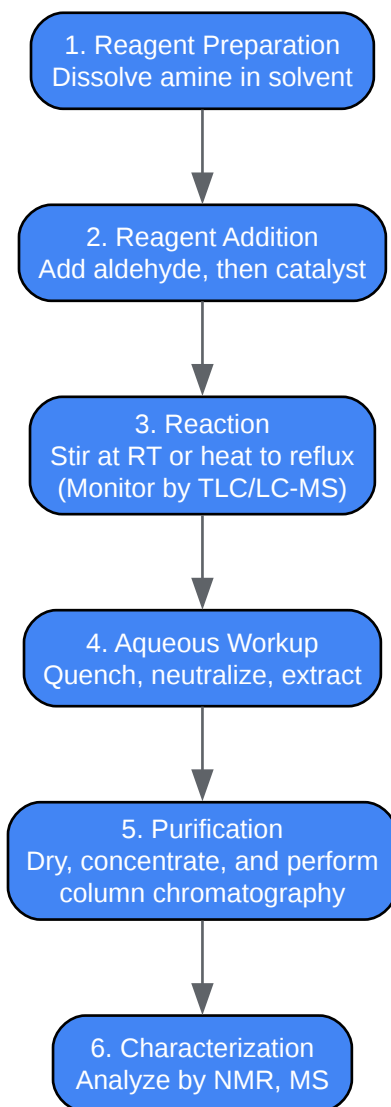 1. Reagent Preparation
Dissolve amine in solvent
2. Reagent Addition
Add aldehyde, then catalyst
3. Reaction
Stir at RT or heat to reflux
(Monitor by TLC/LC-MS)
4. Aqueous Workup
Quench, neutralize, extract
5. Purification
Dry, concentrate, and perform
column chromatography
6. Characterization
Analyze by NMR, MS